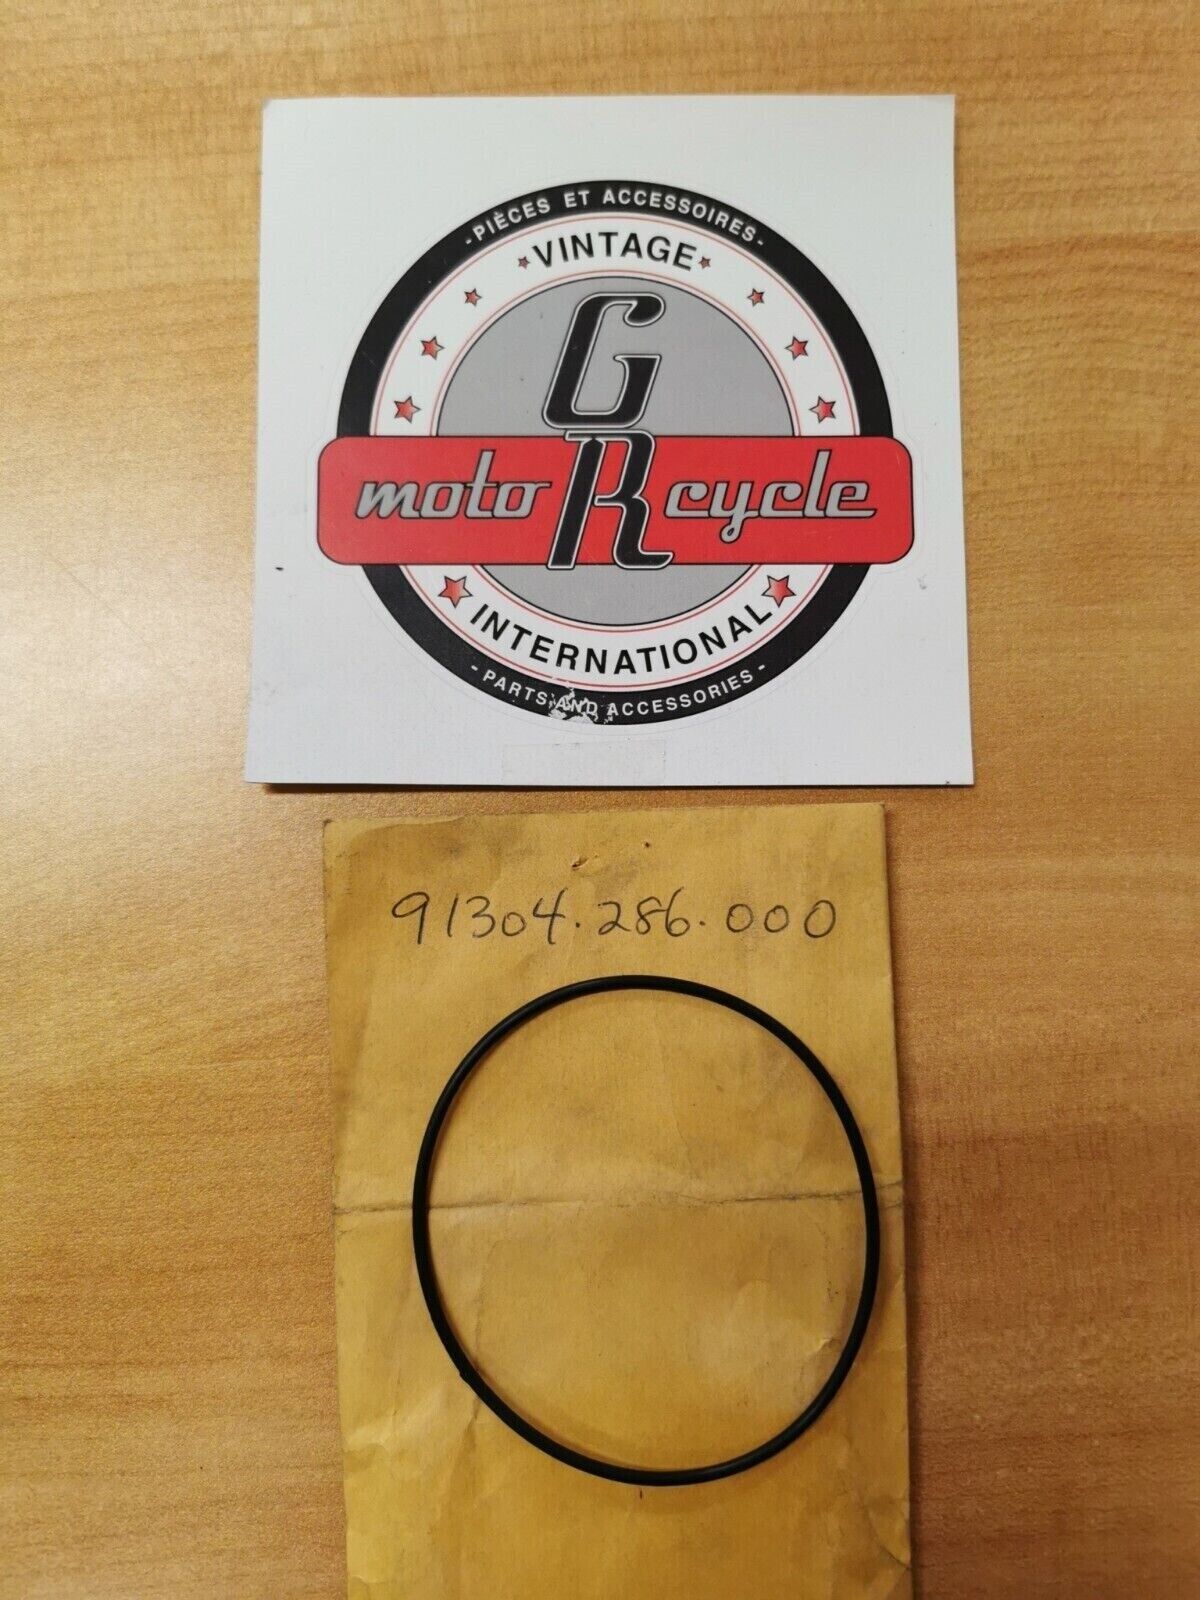 - PIÈCES ET ACCESSOIRES -
VINTAGE
G
moto R cycle
INTERNATIONAL
- PARTS AND ACCESSORIES -
91304.286.000